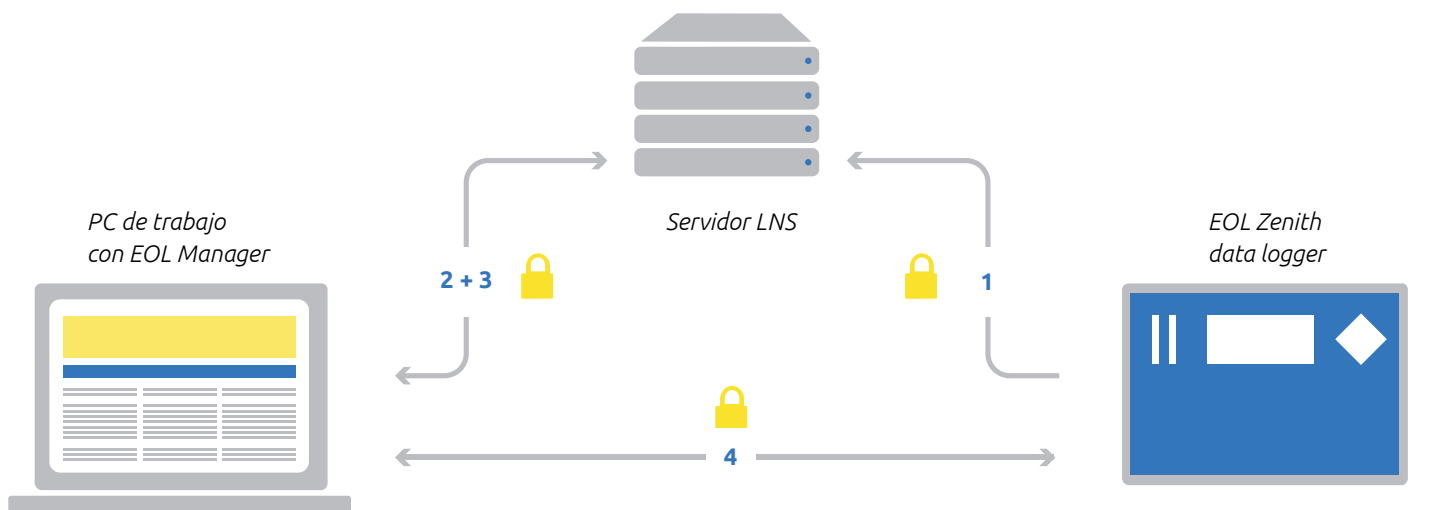 PC de trabajo
con EOL Manager
Servidor LNS
EOL Zenith
data logger
2 + 3
1
4